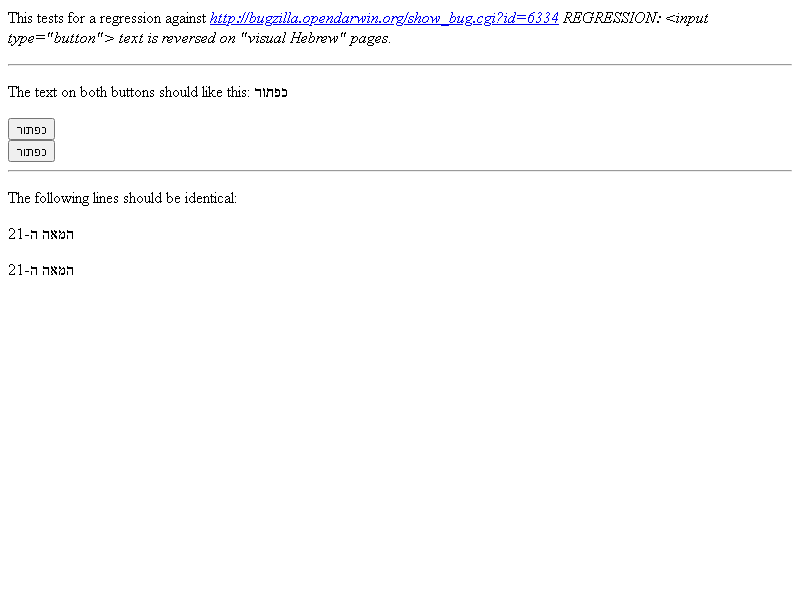 This tests for a regression against http://bugzilla.opendarwin.org/show_bug.cgi?id=6334 REGRESSION: <input
type="button"> text is reversed on "visual Hebrew" pages.
The text on both buttons should like this: כפתור
כפתור
כפתור
The following lines should be identical:
המאה ה-21
המאה ה-21